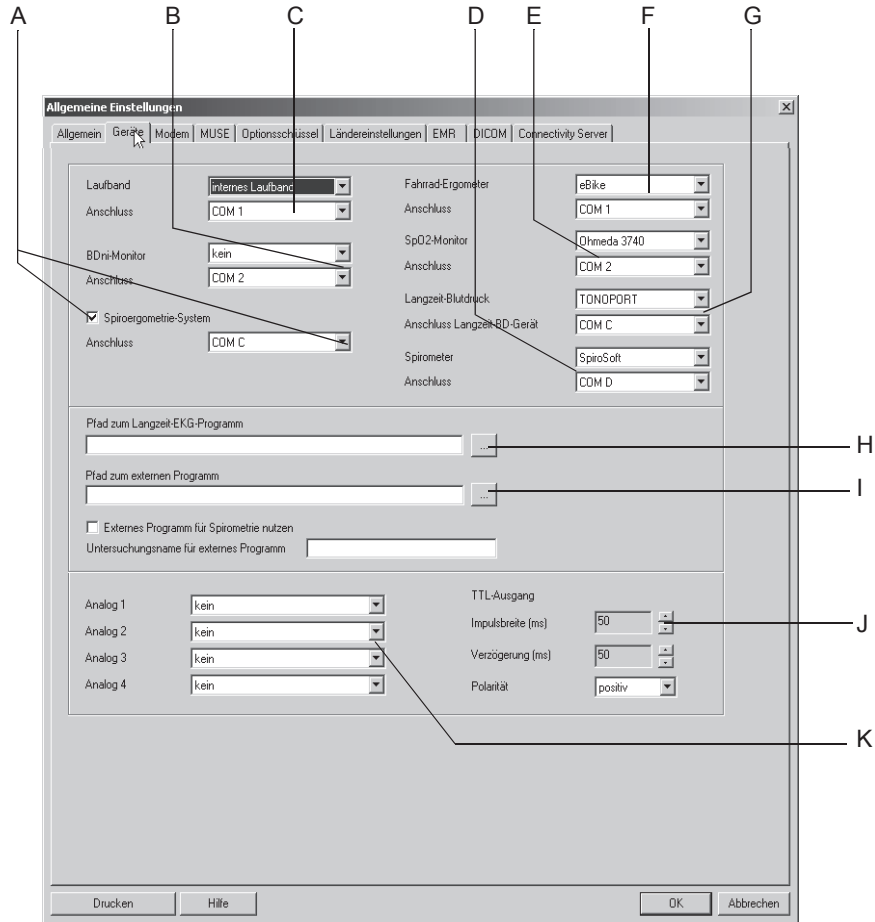 A B C D E F G
Allgemeine Einstellungen
Allgemein Geräte Modem MUSE Optionsschlüssel Ländereinstellungen EMR DICOM Connectivity Server
Laufband internes Laufband
Anschluss COM 1
BDni-Monitor kein
Anschluss COM 2
Spiroergometrie-System
Anschluss COM C
Fahrrad-Ergometer eBike
Anschluss COM 1
SpO2-Monitor Ohmeda 3740
Anschluss COM 2
Langzeit-Blutdruck TONOPORT
Anschluss Langzeit-BD-Gerät COM C
Spirometer SpiroSoft
Anschluss COM D
Pfad zum Langzeit-EKG-Programm
... H
Pfad zum externen Programm
... I
Externes Programm für Spirometrie nutzen
Untersuchungsname für externes Programm
Analog 1 kein
Analog 2 kein
Analog 3 kein
Analog 4 kein
TTL-Ausgang
Impulsbreite (ms) 50 J
Verzögerung (ms) 50
Polarität positiv
K
Drucken Hilfe OK Abbrechen